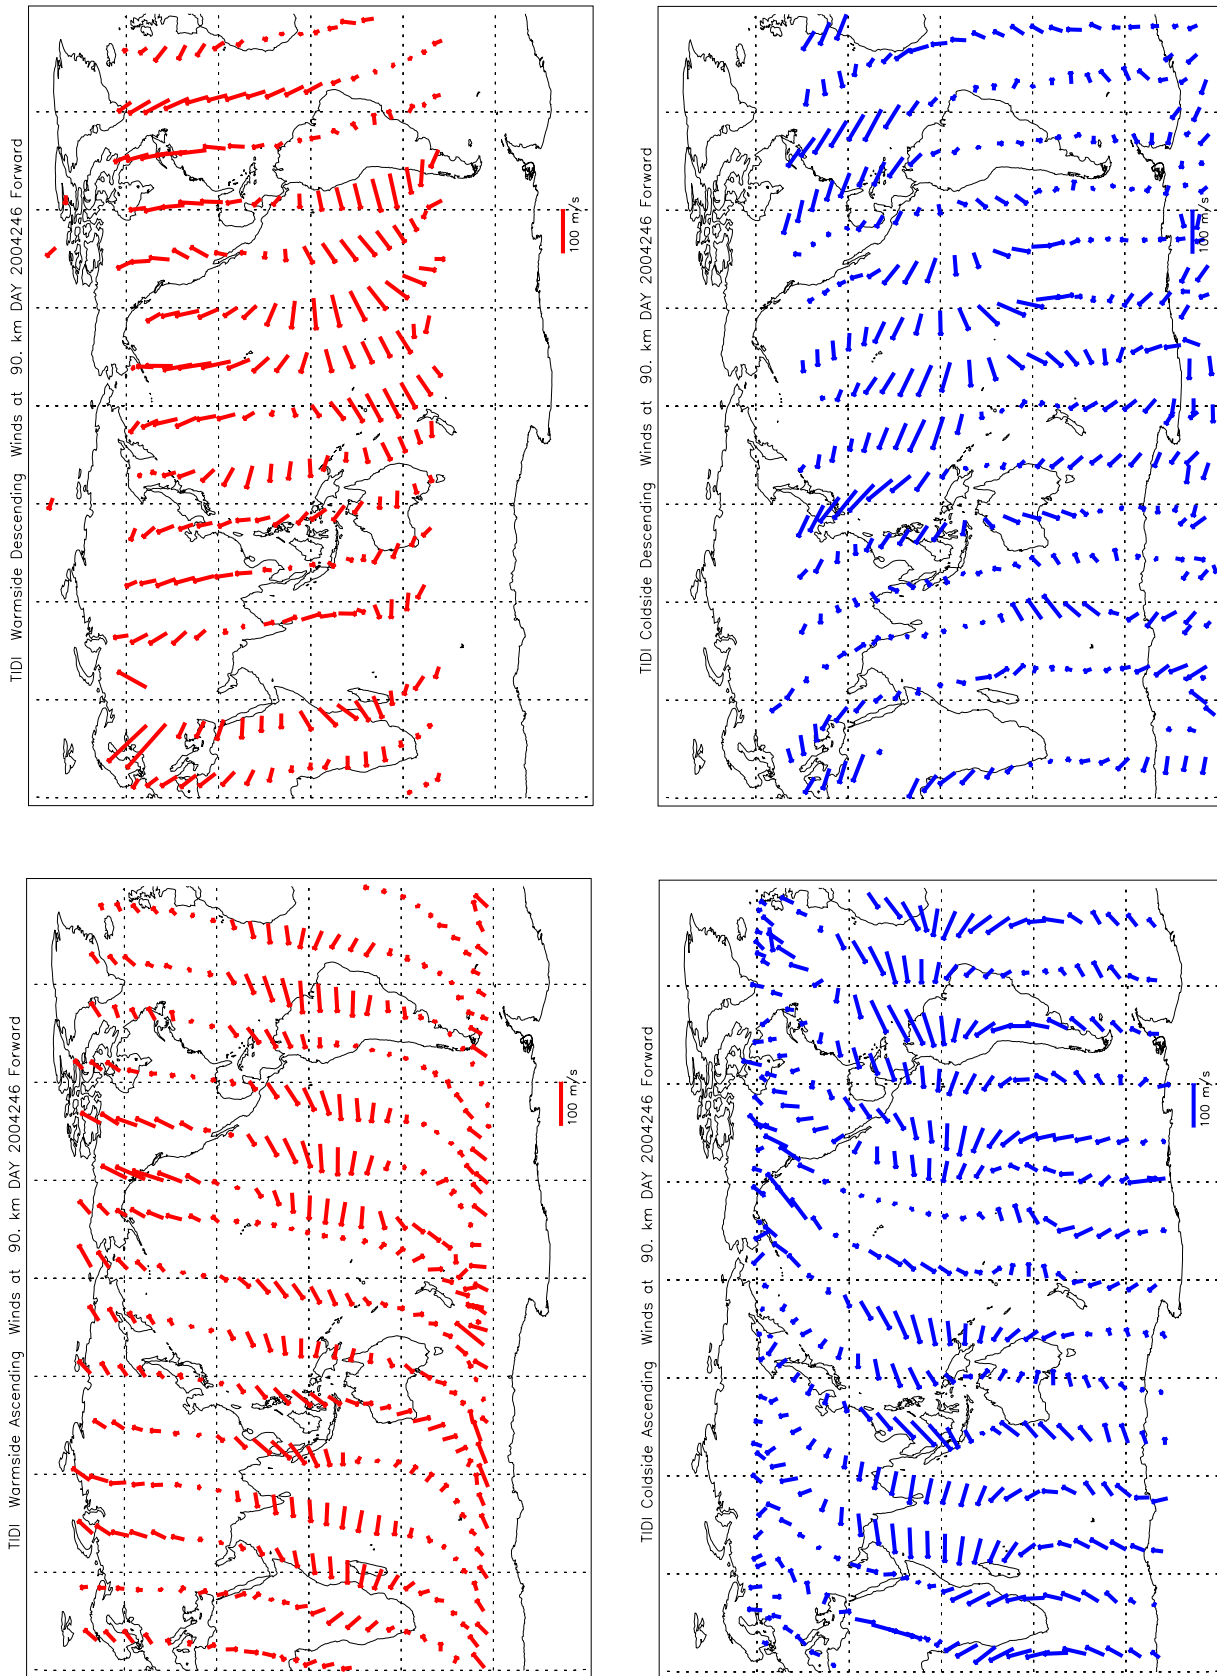 TIDI Warmside Descending Winds at 90. km DAY 2004246 Forward
100 m/s
TIDI Coldside Descending Winds at 90. km DAY 2004246 Forward
100 m/s
TIDI Warmside Ascending Winds at 90. km DAY 2004246 Forward
100 m/s
TIDI Coldside Ascending Winds at 90. km DAY 2004246 Forward
100 m/s